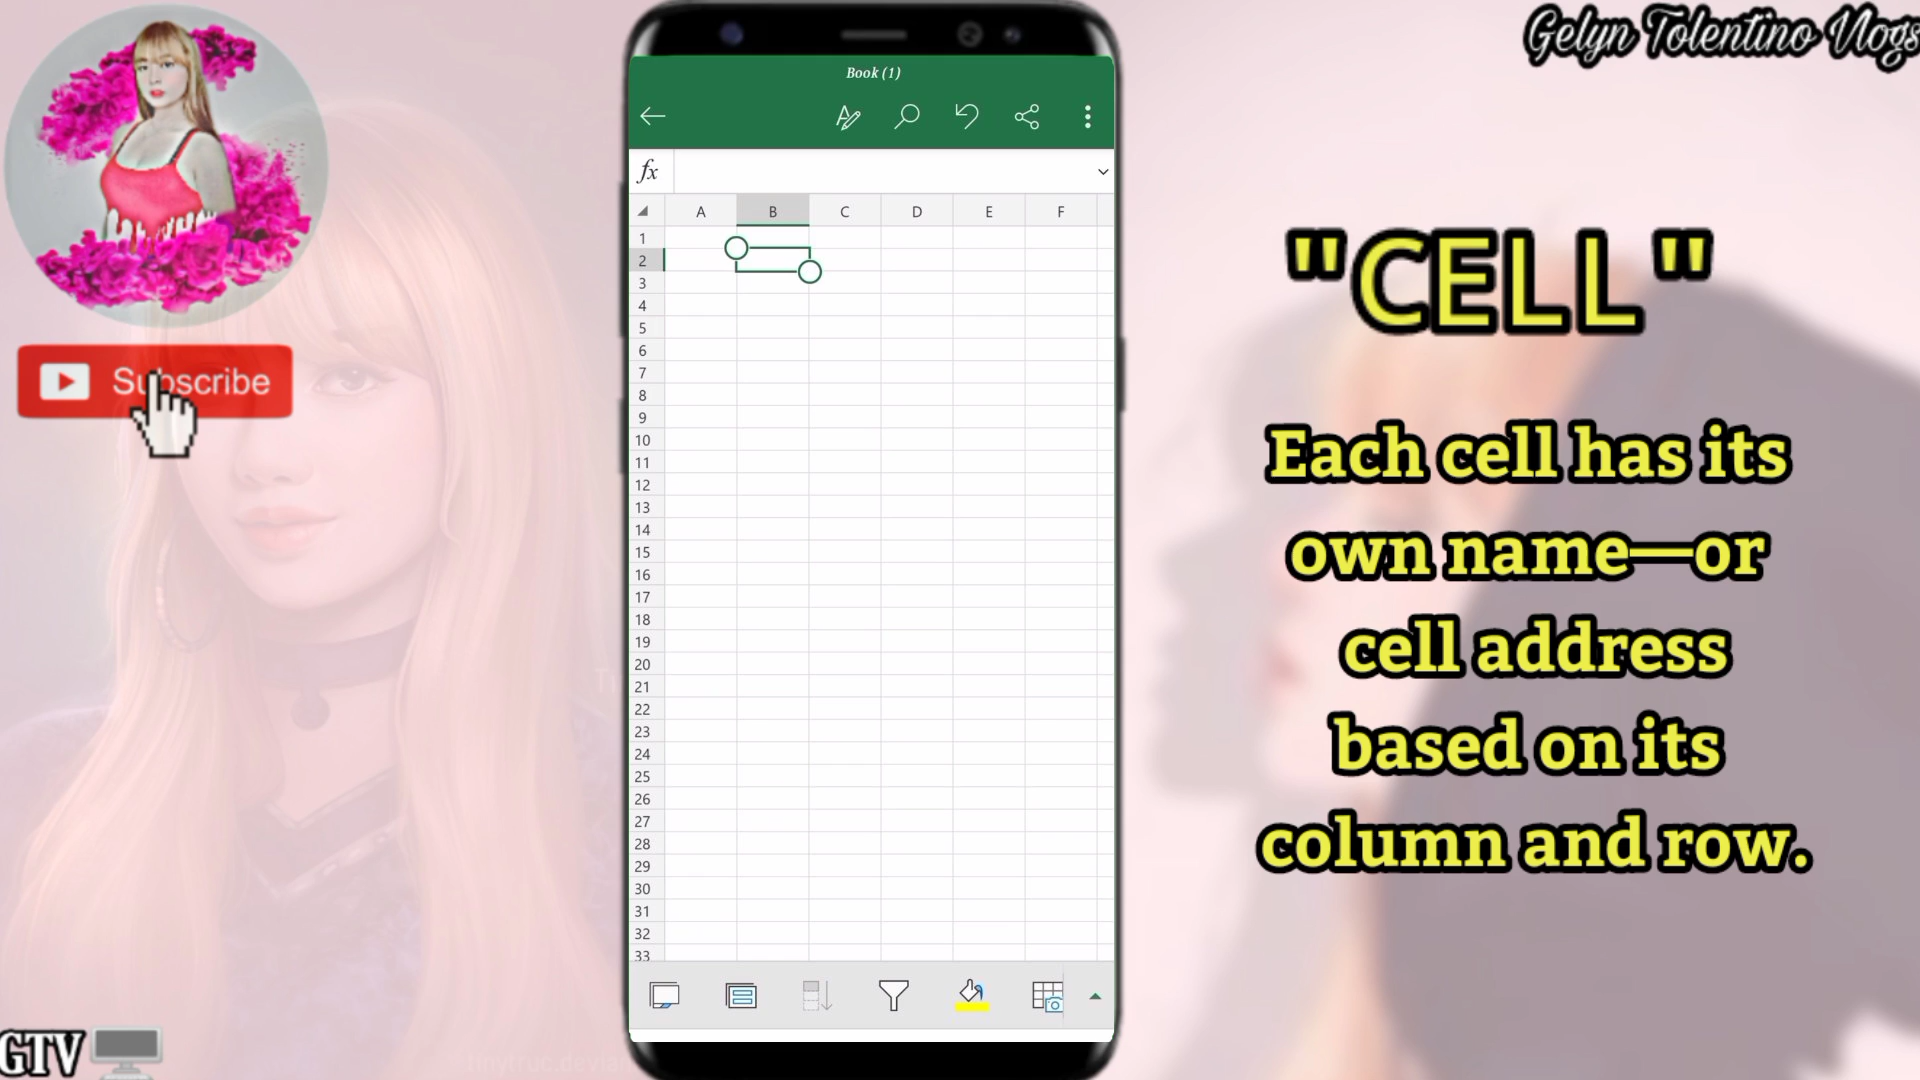 Gelyn Tolentino Vlogs
Subscribe
Book (1)
fx
A B C D E F
1
2
3
4
5
6
7
8
9
10
11
12
13
14
15
16
17
18
19
20
21
22
23
24
25
26
27
28
29
30
31
32
33
"CELL"
Each cell has its
own name—or
cell address
based on its
column and row.
GTV